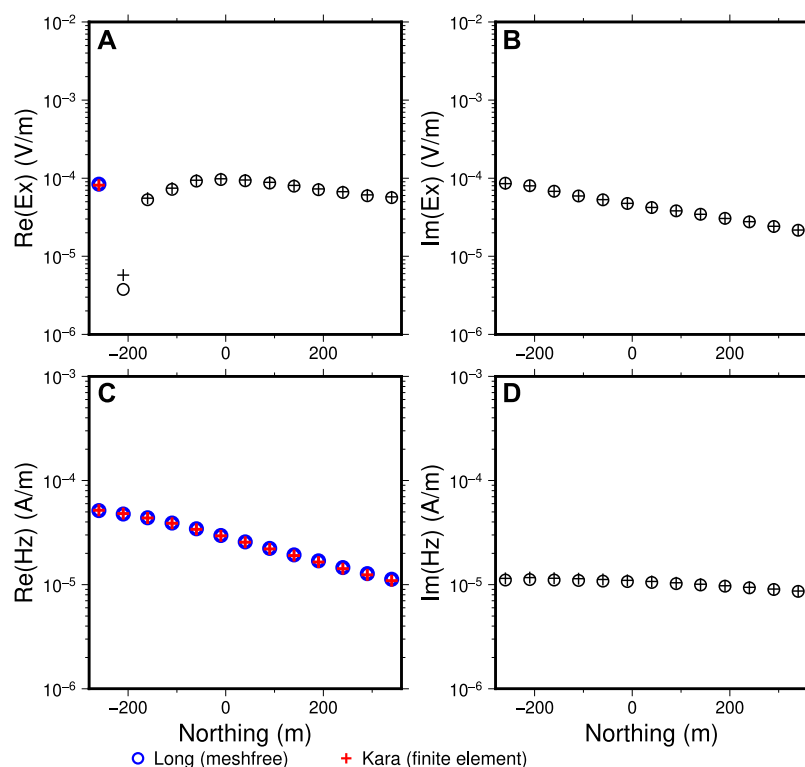 A
B
10⁻²
10⁻³
10⁻⁴
10⁻⁵
10⁻⁶
Re(Ex) (V/m)
−200 0 200
10⁻²
10⁻³
10⁻⁴
10⁻⁵
10⁻⁶
Im(Ex) (V/m)
−200 0 200
C
D
10⁻³
10⁻⁴
10⁻⁵
10⁻⁶
Re(Hz) (A/m)
−200 0 200
Northing (m)
10⁻³
10⁻⁴
10⁻⁵
10⁻⁶
Im(Hz) (A/m)
−200 0 200
Northing (m)
Long (meshfree) Kara (finite element)